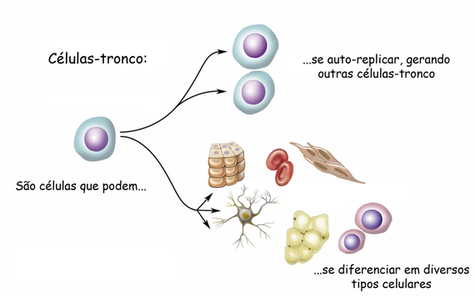 Células-tronco:
...se auto-replicar, gerando
outras células-tronco
São células que podem...
...se diferenciar em diversos
tipos celulares